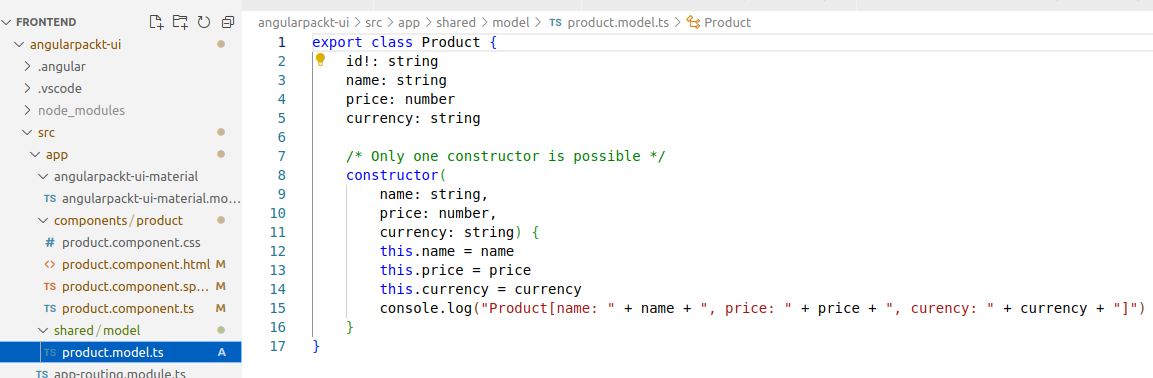 FRONTEND
angularpackt-ui
.angular
.vscode
node_modules
src
app
angularpackt-ui-material
TS angularpackt-ui-material.mo...
components/product
# product.component.css
<> product.component.html M
TS product.component.sp... M
TS product.component.ts M
shared/model
TS product.model.ts A
TS app-routing.module.ts
angularpackt-ui > src > app > shared > model > TS product.model.ts > Product
1 export class Product {
2 id!: string
3 name: string
4 price: number
5 currency: string
6
7 /* Only one constructor is possible */
8 constructor(
9 name: string,
10 price: number,
11 currency: string) {
12 this.name = name
13 this.price = price
14 this.currency = currency
15 console.log("Product[name: " + name + ", price: " + price + ", curency: " + currency + "]")
16 }
17 }